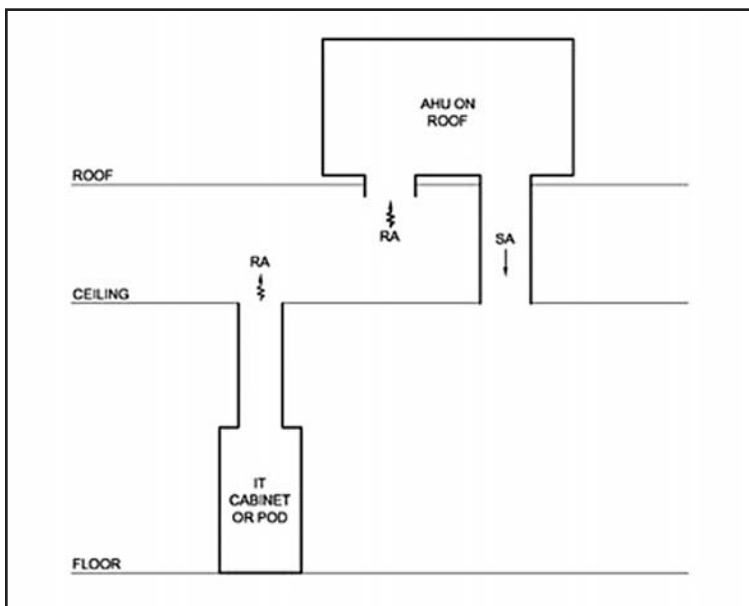 AHU ON
ROOF
ROOF
RA
SA
RA
CEILING
IT
CABINET
OR POD
FLOOR